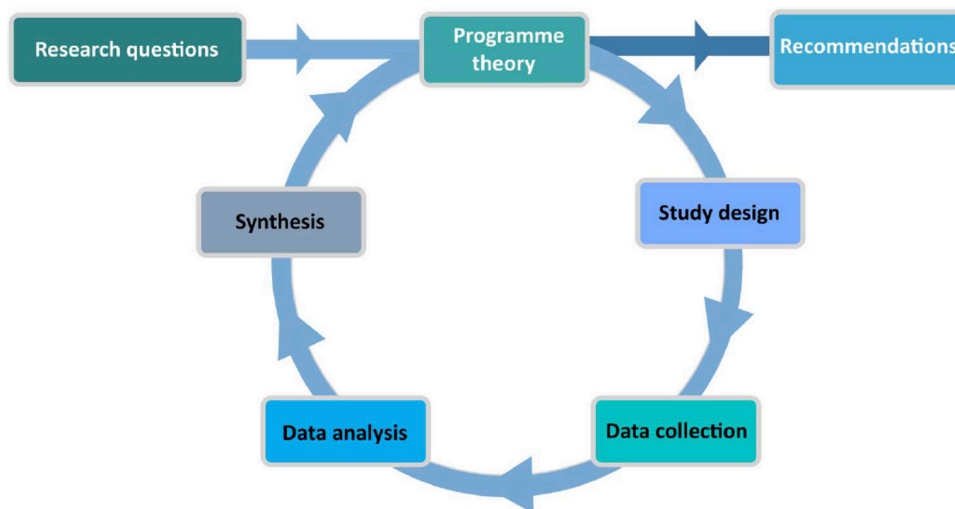 Research questions
Programme
theory
Recommendations
Synthesis
Study design
Data analysis
Data collection